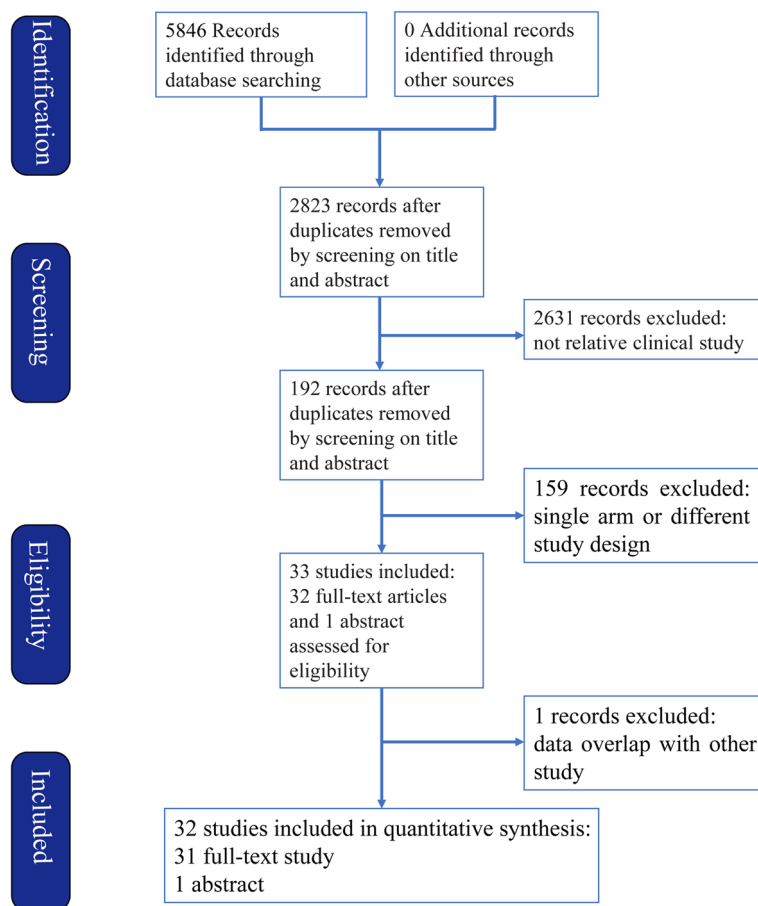 Identification
5846 Records
identified through
database searching
0 Additional records
identified through
other sources
2823 records after
duplicates removed
by screening on title
and abstract
Screening
2631 records excluded:
not relative clinical study
192 records after
duplicates removed
by screening on title
and abstract
159 records excluded:
single arm or different
study design
Eligibility
33 studies included:
32 full-text articles
and 1 abstract
assessed for
eligibility
1 records excluded:
data overlap with other
study
Included
32 studies included in quantitative synthesis:
31 full-text study
1 abstract